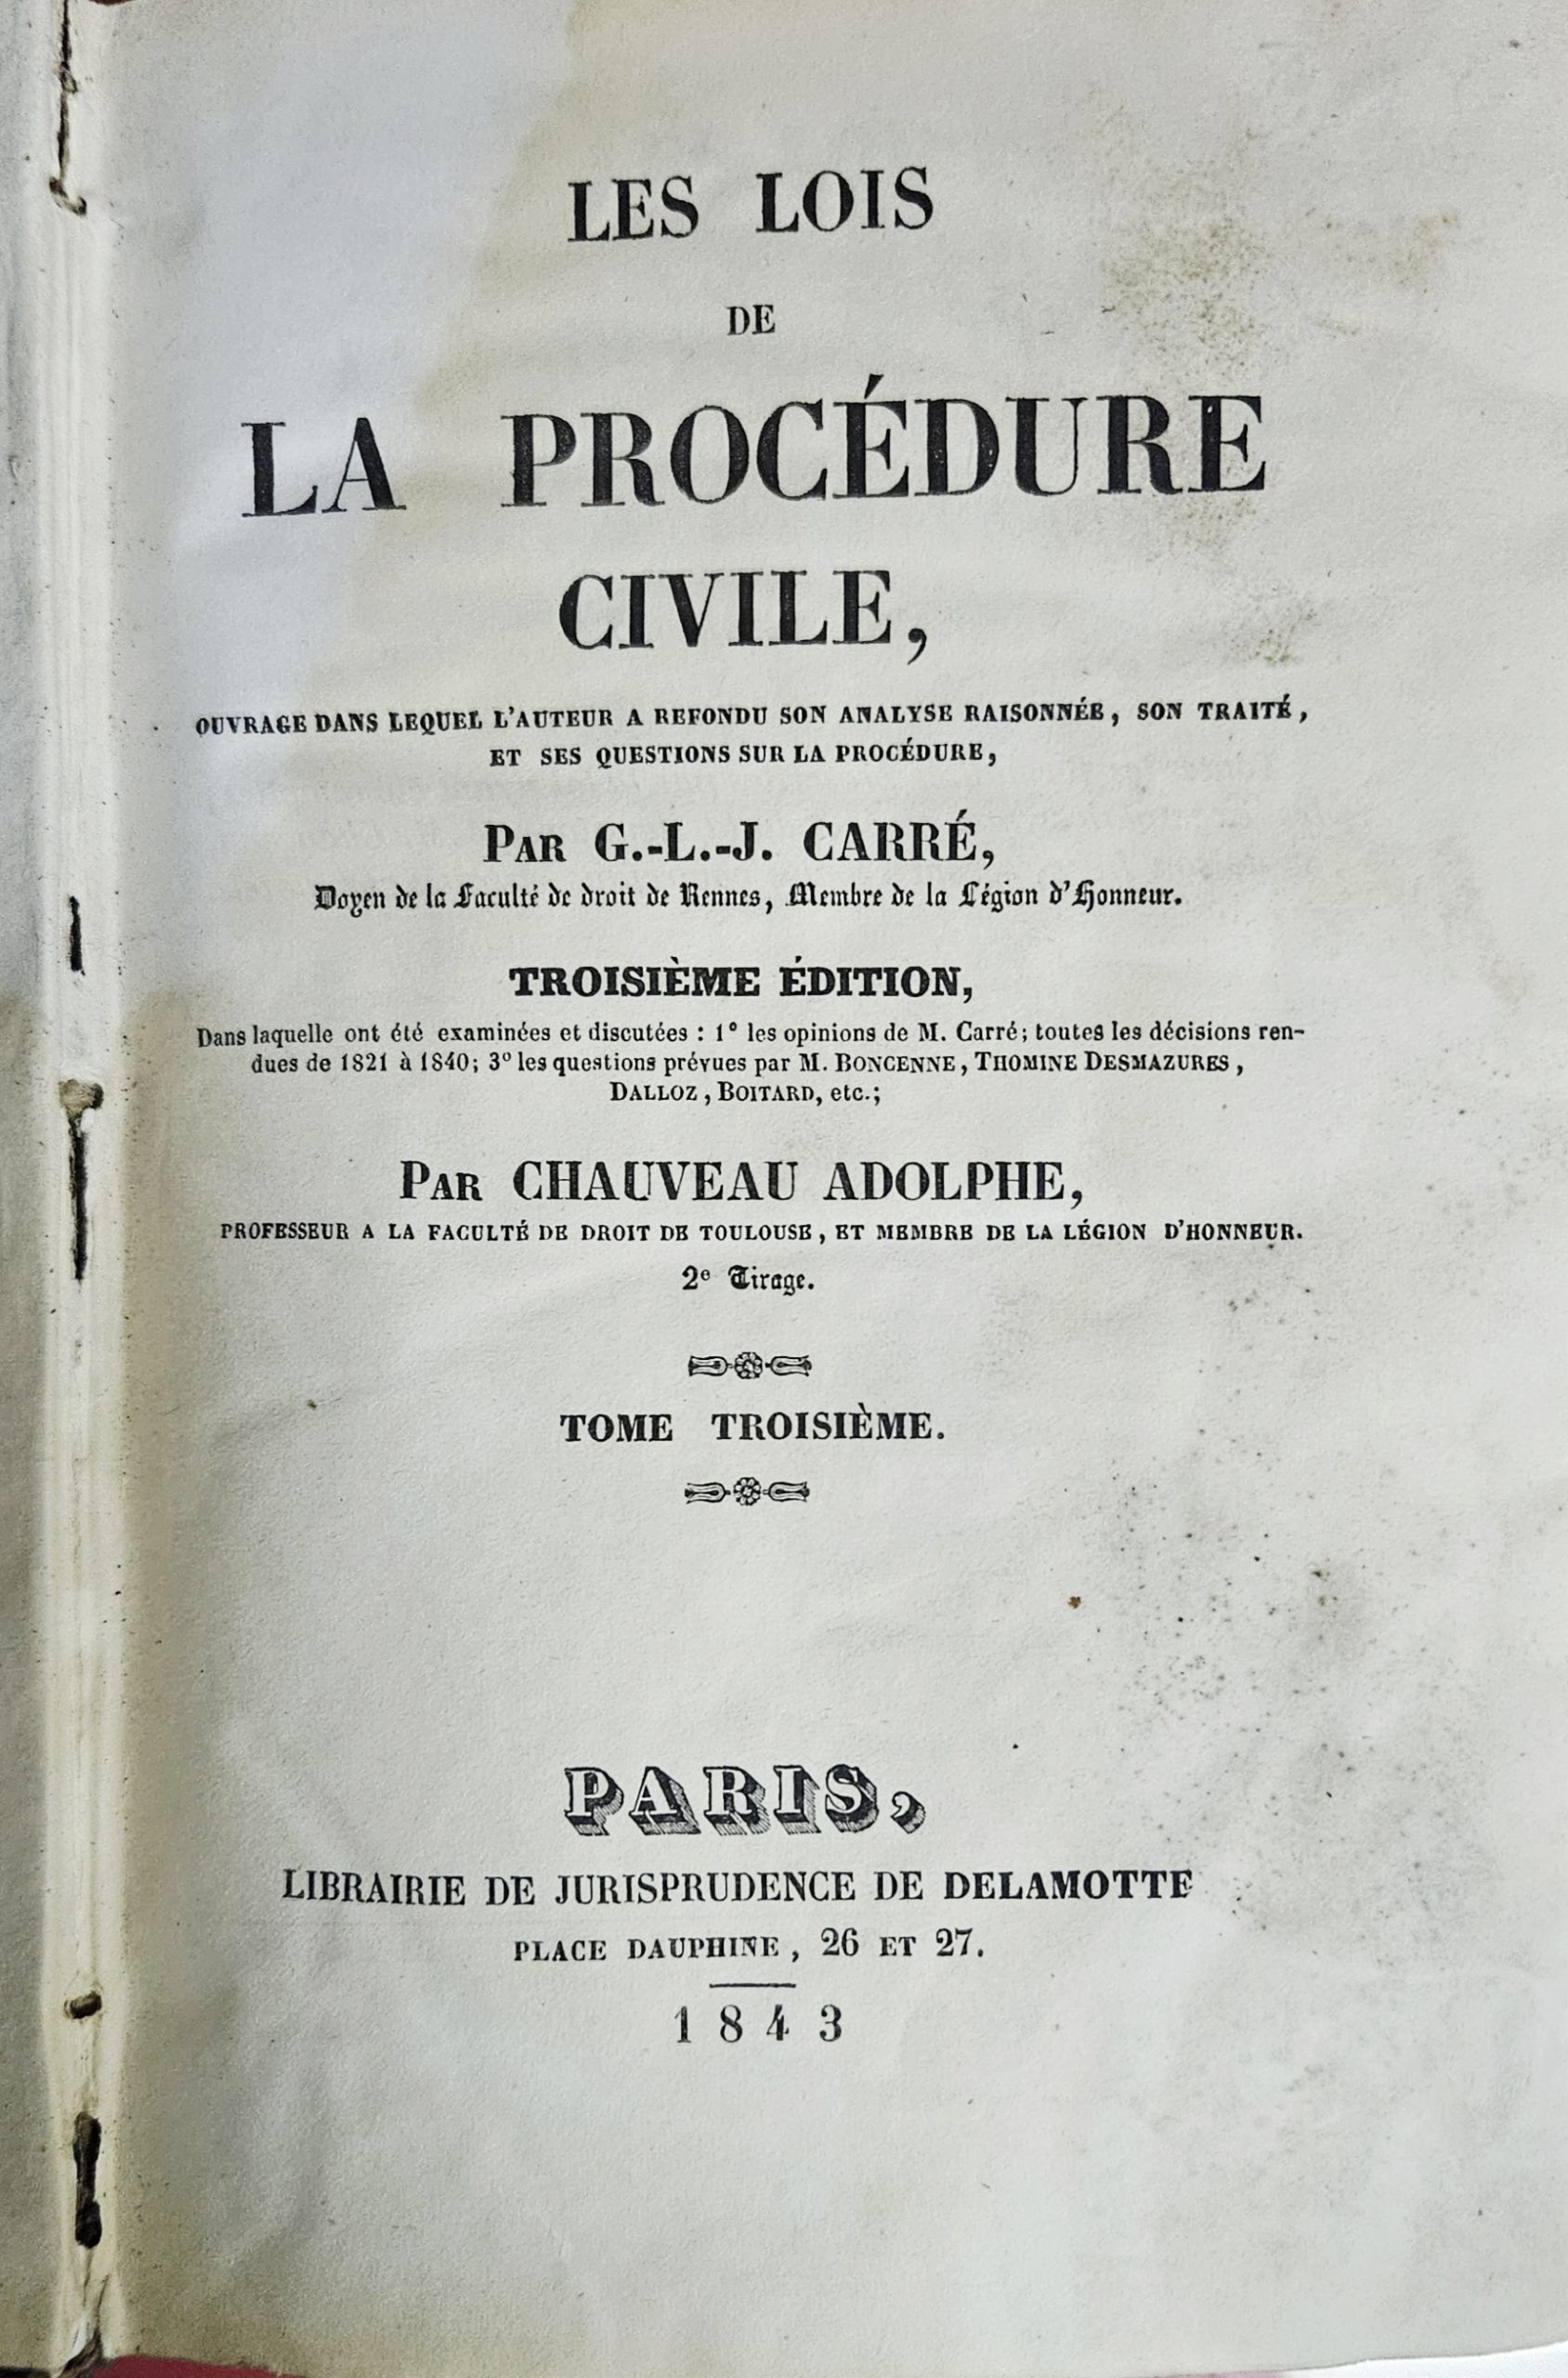 LES LOIS
DE
LA PROCÉDURE
CIVILE,
OUVRAGE DANS LEQUEL L'AUTEUR A REFONDU SON ANALYSE RAISONNÉE, SON TRAITÉ,
ET SES QUESTIONS SUR LA PROCÉDURE,
PAR G.-L.-J. CARRÉ,
Doyen de la Faculté de droit de Rennes, Membre de la Légion d'Honneur.
TROISIÈME ÉDITION,
Dans laquelle ont été examinées et discutées : 1° les opinions de M. Carré; toutes les décisions ren-
dues de 1821 à 1840; 3° les questions prévues par M. BONCENNE, THOMINE DESMAZURES,
DALLOZ, BOITARD, etc.;
PAR CHAUVEAU ADOLPHE,
PROFESSEUR A LA FACULTÉ DE DROIT DE TOULOUSE, ET MEMBRE DE LA LÉGION D'HONNEUR.
2e Tirage.
TOME TROISIÈME.
PARIS,
LIBRAIRIE DE JURISPRUDENCE DE DELAMOTTE
PLACE DAUPHINE, 26 ET 27.
1843